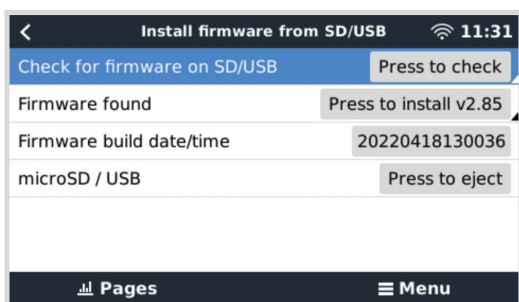 Install firmware from SD/USB 11:31
Check for firmware on SD/USB Press to check
Firmware found Press to install v2.85
Firmware build date/time 20220418130036
microSD / USB Press to eject
Pages Menu